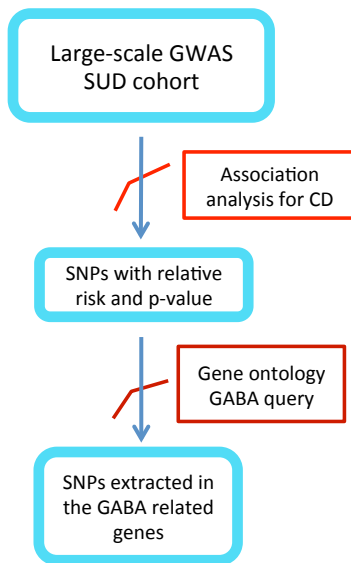 Large-scale GWAS
SUD cohort
Association
analysis for CD
SNPs with relative
risk and p-value
Gene ontology
GABA query
SNPs extracted in
the GABA related
genes